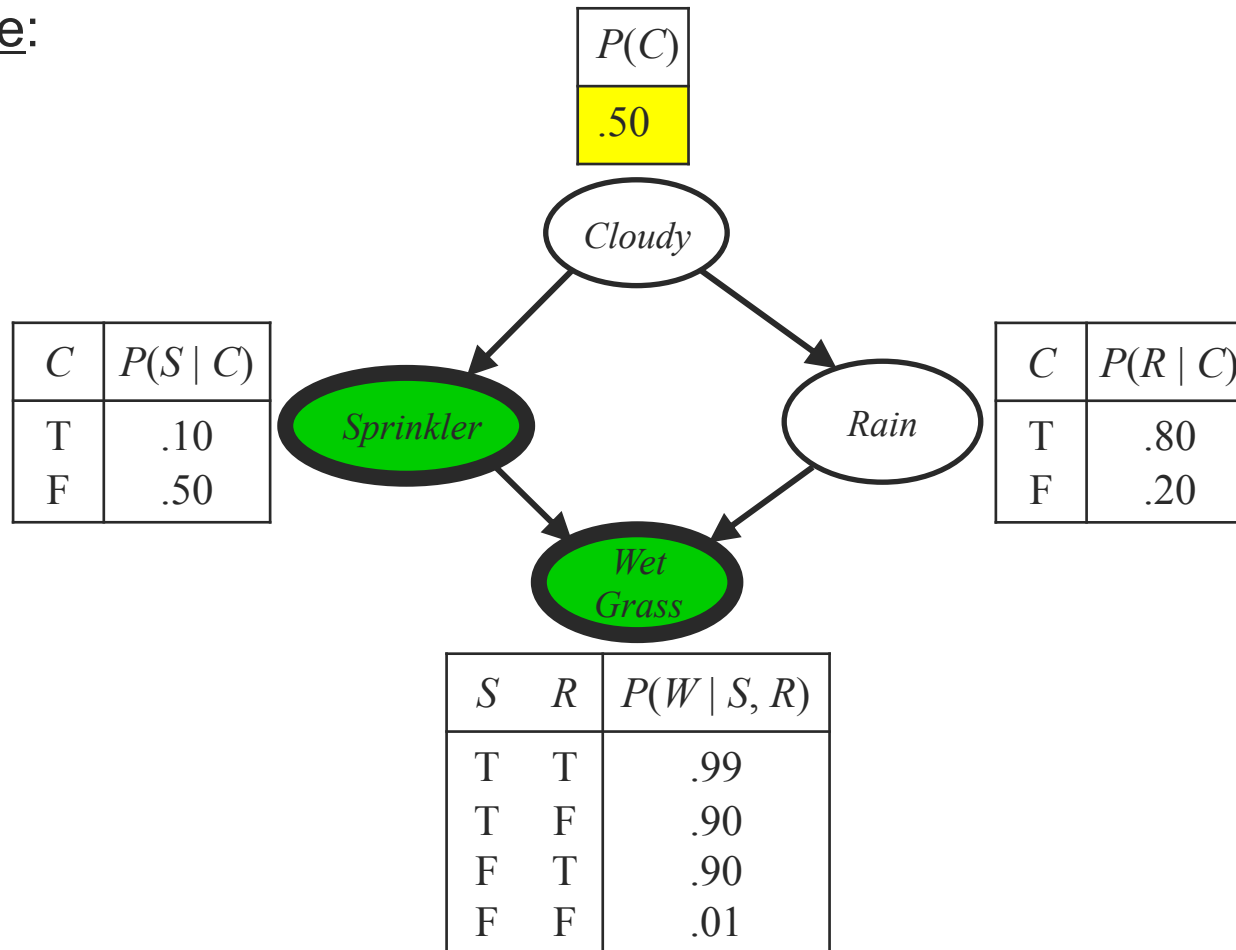 e:
P(C)
.50
Cloudy
C P(S | C)
T .10
F .50
Sprinkler
Rain
C P(R | C)
T .80
F .20
Wet
Grass
S R P(W | S, R)
T T .99
T F .90
F T .90
F F .01